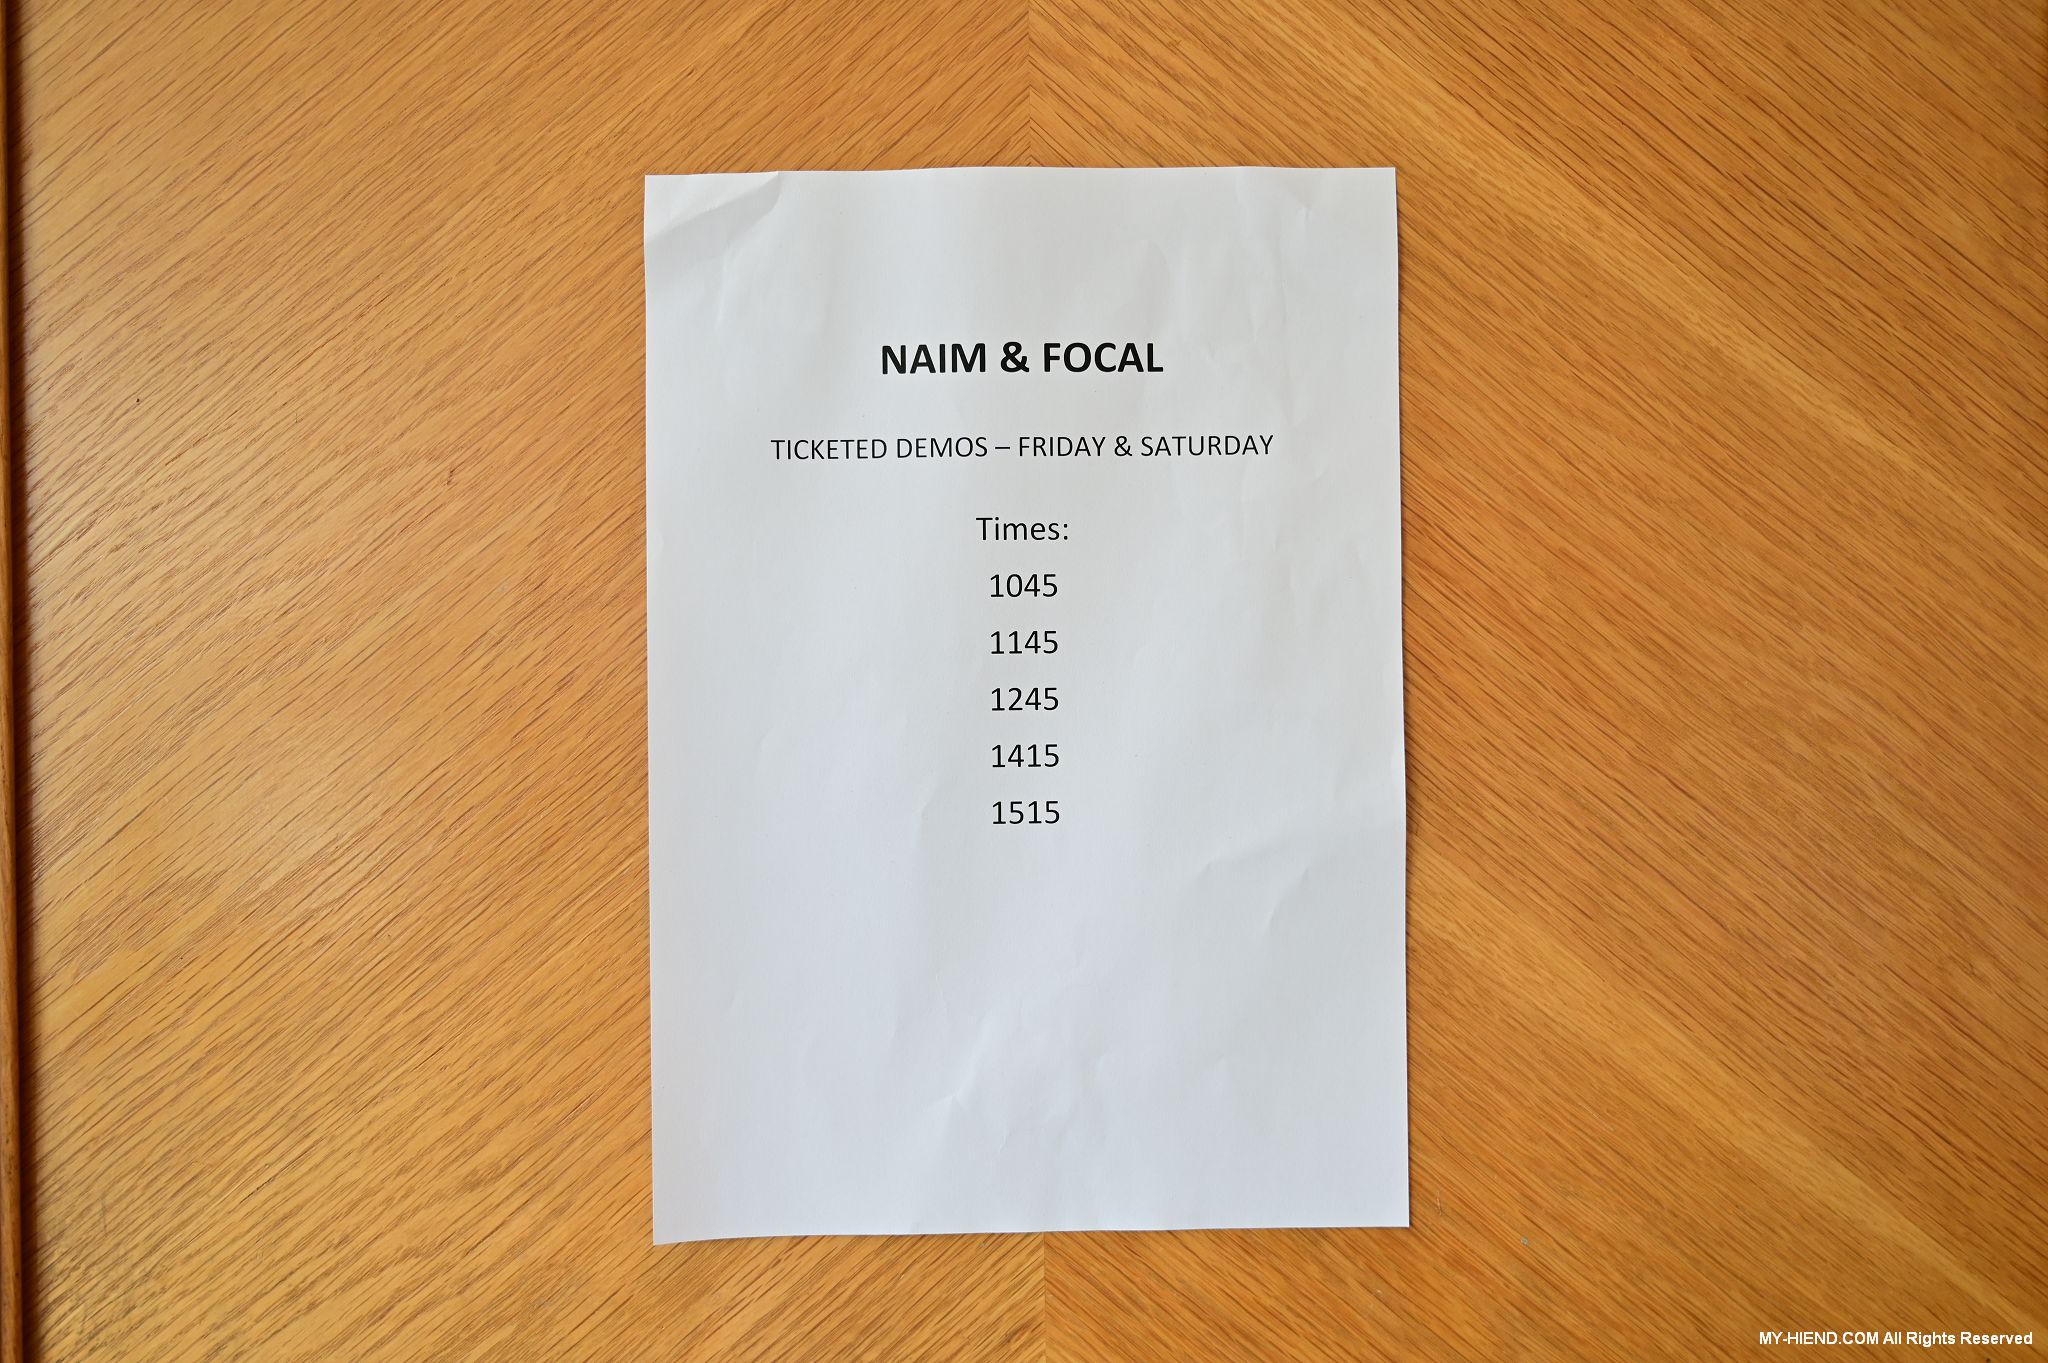 NAIM & FOCAL
TICKETED DEMOS – FRIDAY & SATURDAY
Times:
1045
1145
1245
1415
1515
MY-HIEND.COM All Rights Reserved